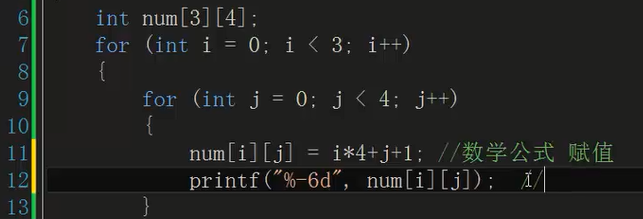 6 int num[3][4];
7 for (int i = 0; i < 3; i++)
8 {
9 for (int j = 0; j < 4; j++)
10 {
11 num[i][j] = i*4+j+1; //数学公式 赋值
12 printf("%-6d", num[i][j]); //
13 }